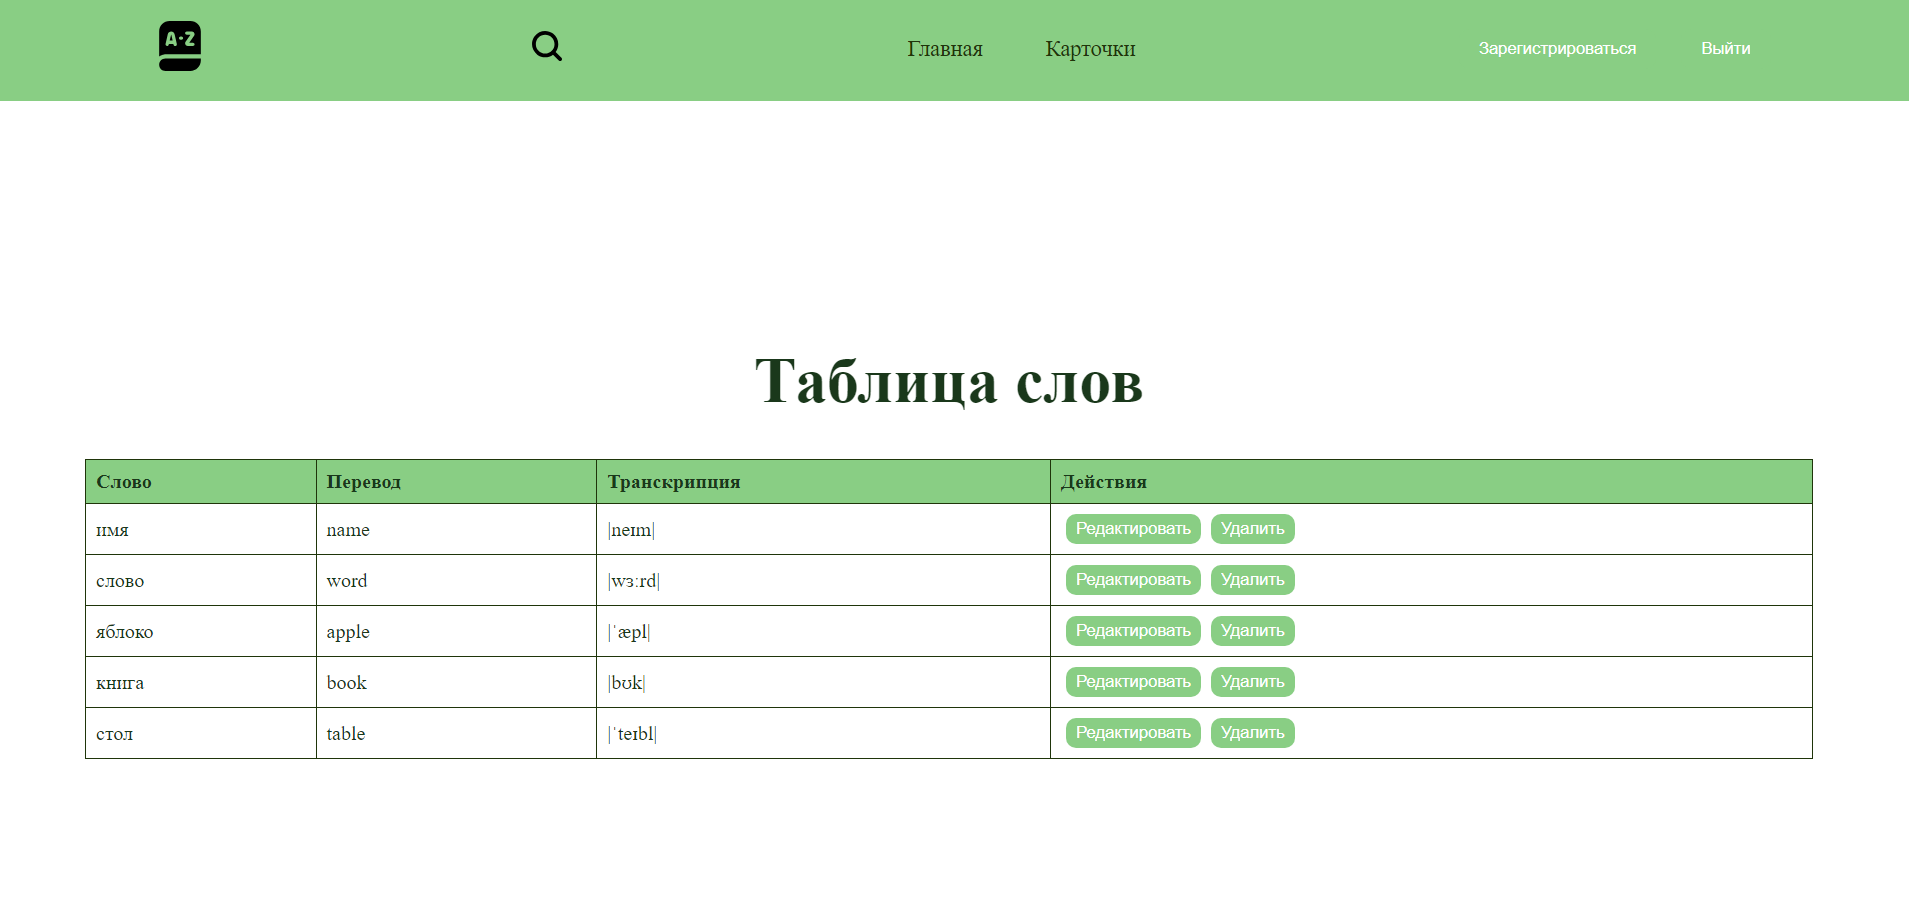 A·Z
Главная Карточки Зарегистрироваться Выйти
Таблица слов
Слово Перевод Транскрипция Действия
имя name |neɪm| Редактировать Удалить
слово word |wɜːrd| Редактировать Удалить
яблоко apple |ˈæpl| Редактировать Удалить
книга book |bʊk| Редактировать Удалить
стол table |ˈteɪbl| Редактировать Удалить